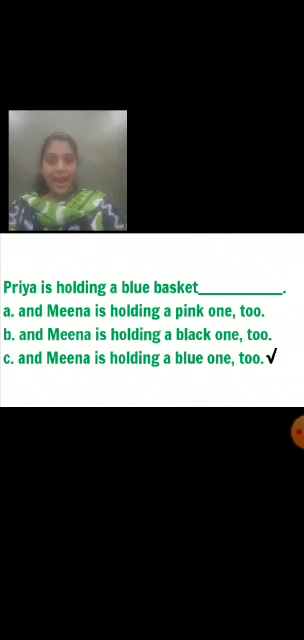 Priya is holding a blue basket____________.
a. and Meena is holding a pink one, too.
b. and Meena is holding a black one, too.
c. and Meena is holding a blue one, too.√